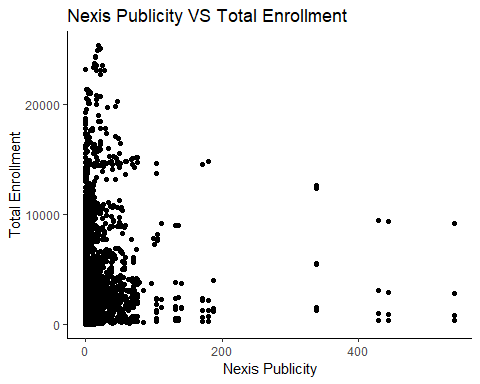 Nexis Publicity VS Total Enrollment
20000
10000
0
Total Enrollment
0
200
400
Nexis Publicity